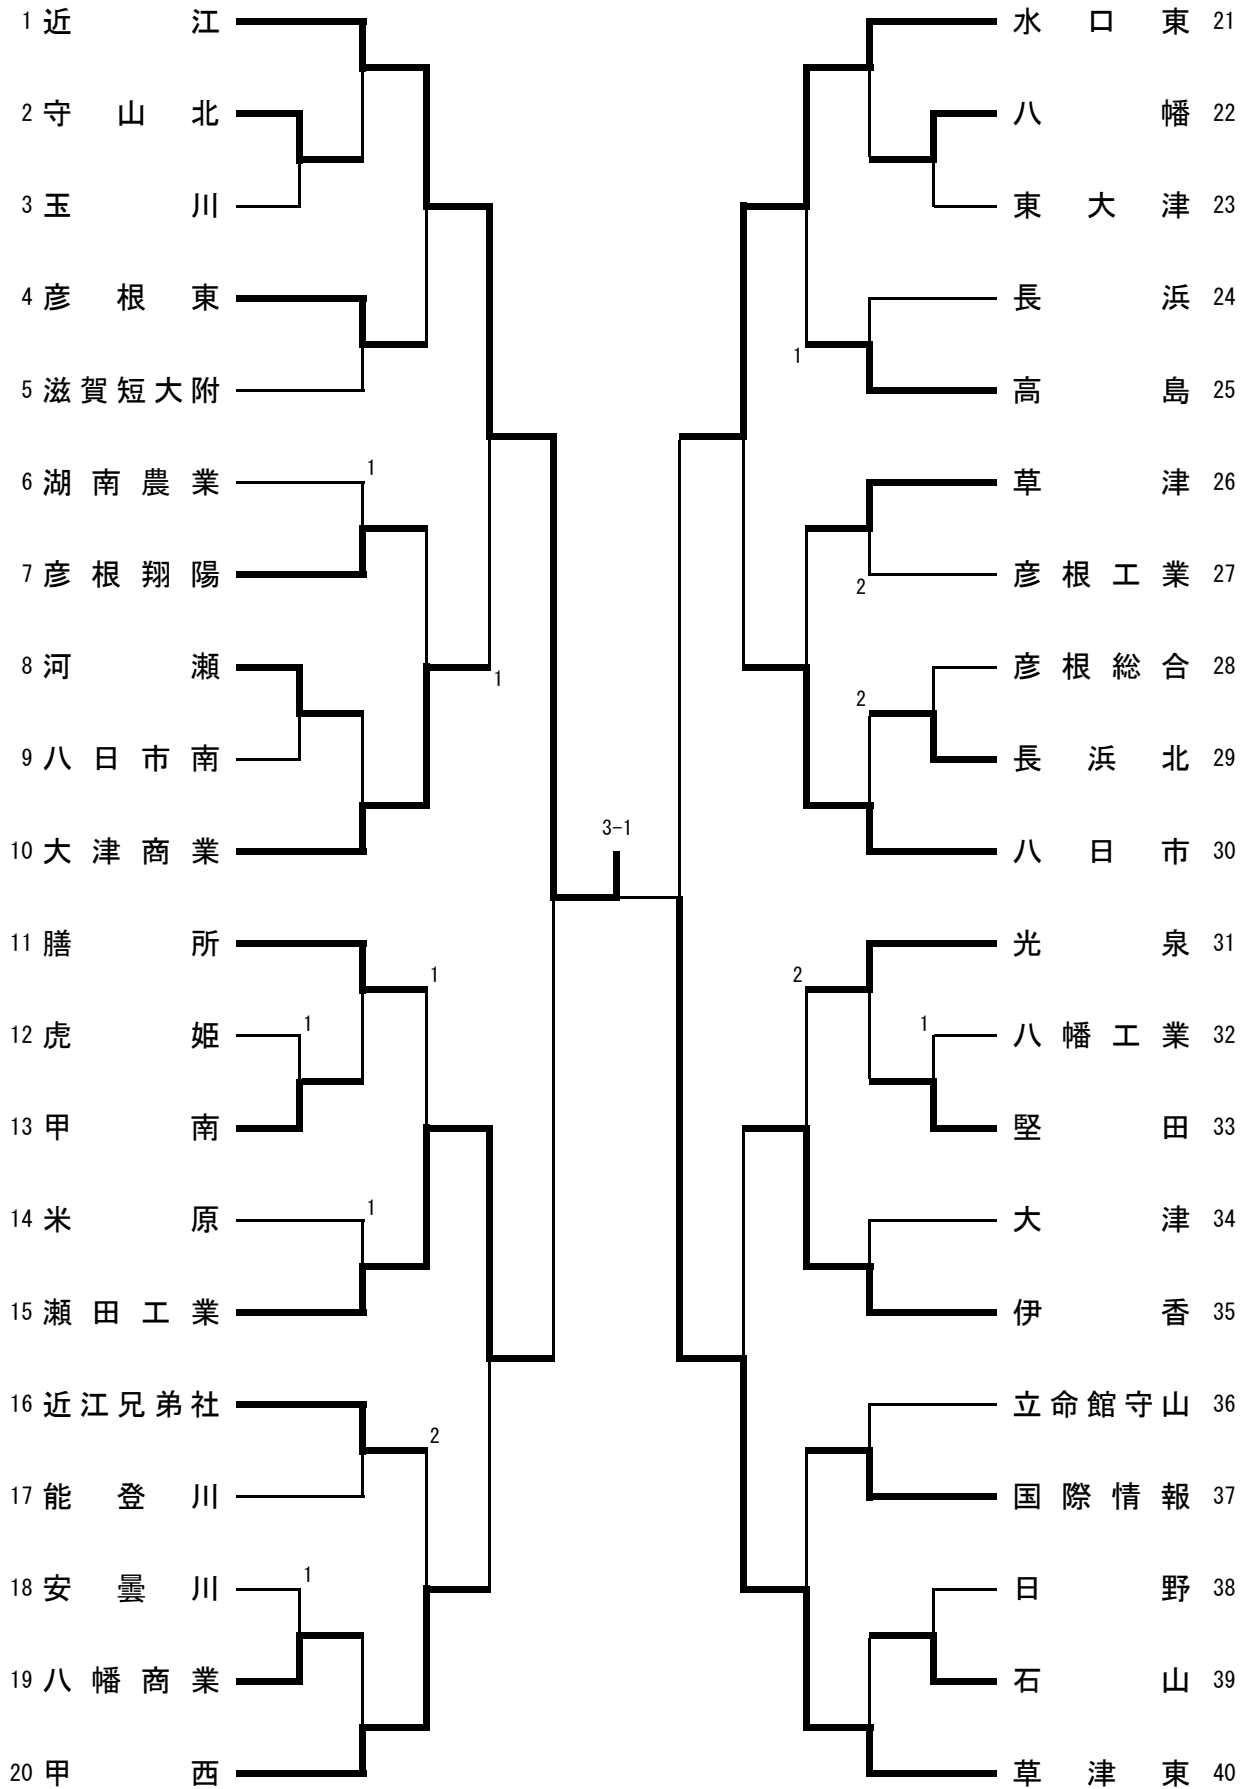 1 近江
2 守山北
3 玉川
4 彦根東
5 滋賀短大附
1
6 湖南農業
7 彦根翔陽
8 河瀬
1
9 八日市南
10 大津商業
3-1
11 膳所
1
1
12 虎姫
13 甲南
1
14 米原
15 瀬田工業
16 近江兄弟社
2
17 能登川
1
18 安曇川
19 八幡商業
20 甲西
水口東 21
八幡 22
東大津 23
長浜 24
1
高島 25
草津 26
彦根工業 27
2
彦根総合 28
2
長浜北 29
八日市 30
光泉 31
2
1
八幡工業 32
堅田 33
大津 34
伊香 35
立命館守山 36
国際情報 37
日野 38
石山 39
草津東 40